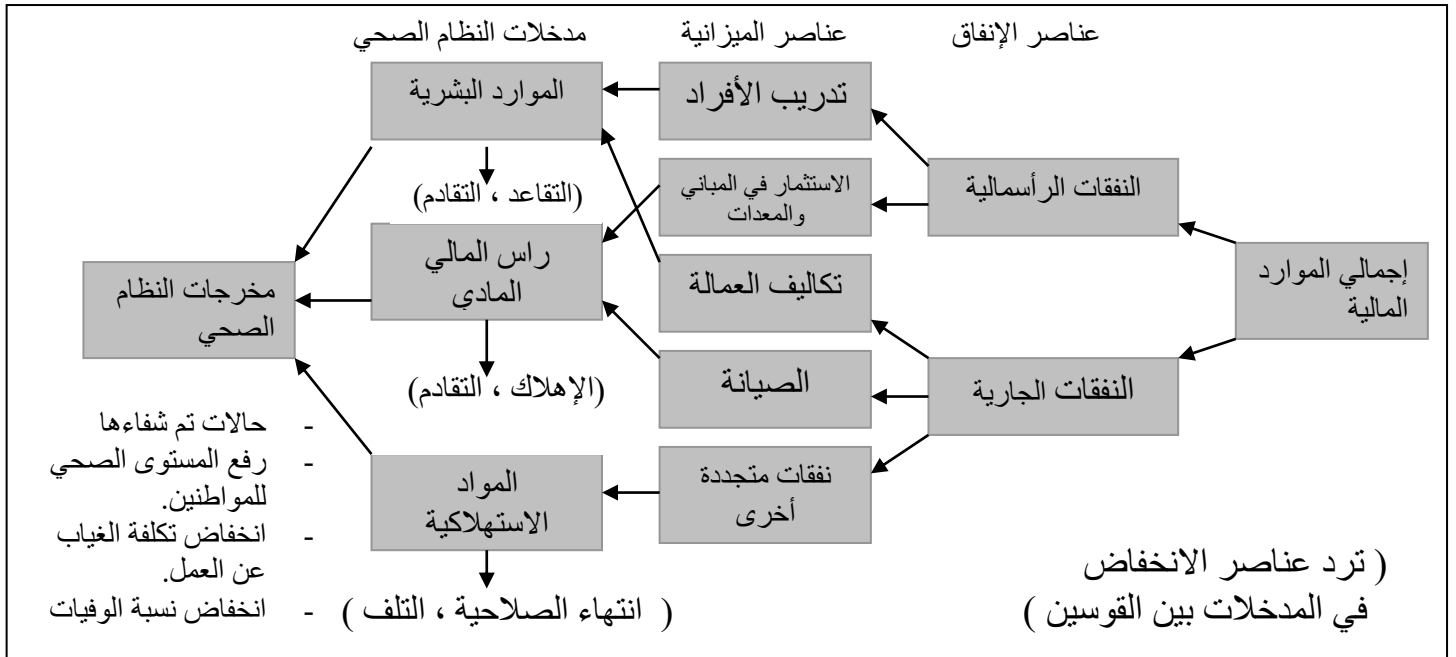 عناصر الإنفاق
عناصر الميزانية
مدخلات النظام الصحي
إجمالي الموارد
المالية
النفقات الرأسمالية
النفقات الجارية
تدريب الأفراد
الاستثمار في المباني
والمعدات
تكاليف العمالة
الصيانة
نفقات متجددة
أخرى
الموارد البشرية
(التقاعد ، التقادم)
راس المالي
المادي
(الإهلاك ، التقادم)
المواد
الاستهلاكية
( انتهاء الصلاحية ، التلف )
مخرجات النظام
الصحي
- حالات تم شفاءها
- رفع المستوى الصحي
للمواطنين.
- انخفاض تكلفة الغياب
عن العمل.
- انخفاض نسبة الوفيات
( ترد عناصر الانخفاض
في المدخلات بين القوسين )